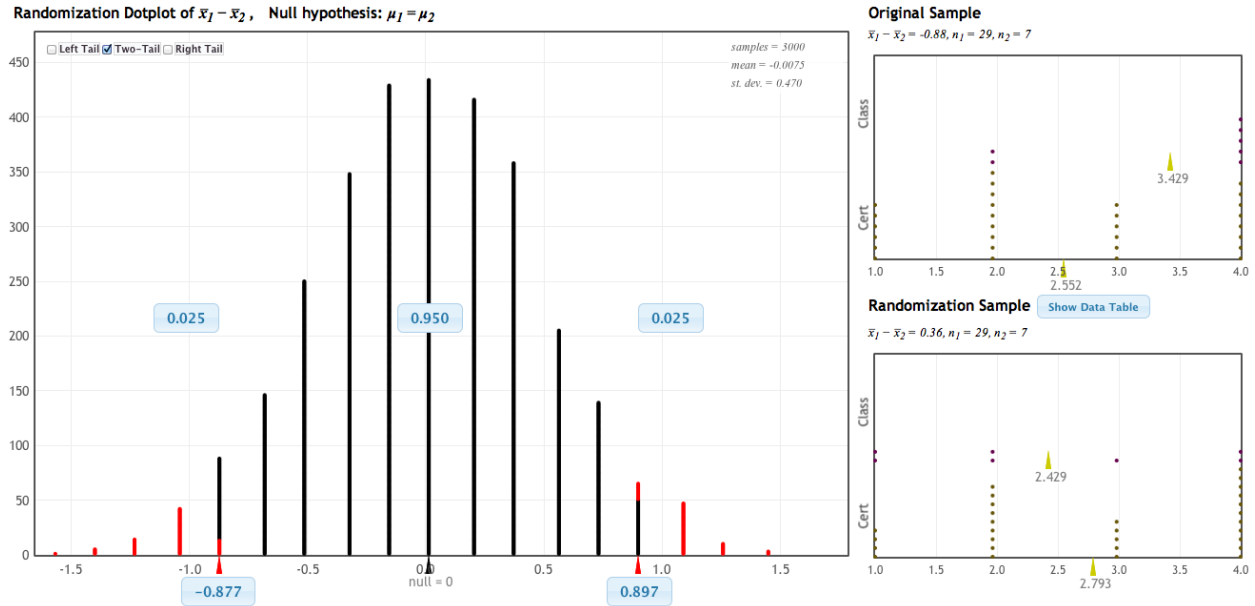 Randomization Dotplot of x̄₁ − x̄₂ , Null hypothesis: μ₁ = μ₂
Left Tail Two-Tail Right Tail
samples = 3000
mean = -0.0075
st. dev. = 0.470
450
400
350
300
250
200
150
100
50
0
0.025
0.950
0.025
-1.5
-1.0
-0.5
0.0
0.5
1.0
1.5
null = 0
-0.877
0.897
Original Sample
x̄₁ − x̄₂ = -0.88, n₁ = 29, n₂ = 7
Class
Cert
3.429
1.0
1.5
2.0
2.5
3.0
3.5
4.0
2.552
Randomization Sample
Show Data Table
x̄₁ − x̄₂ = 0.36, n₁ = 29, n₂ = 7
Class
Cert
2.429
1.0
1.5
2.0
2.5
3.0
3.5
4.0
2.793